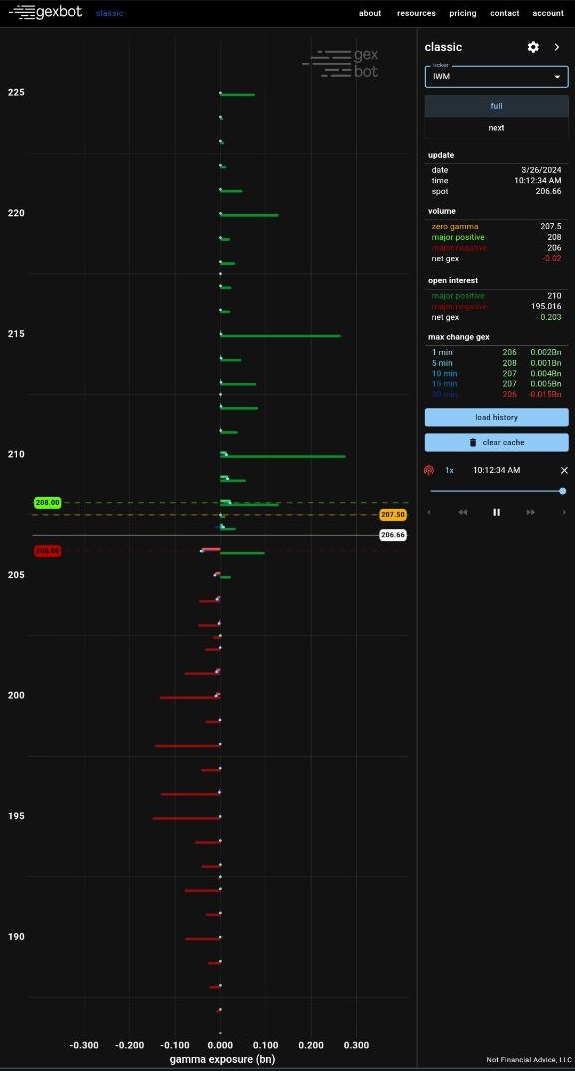 gexbot classic about resources pricing contact account
gex
bot
225
220
215
210
208.00
207.50
206.66
206.00
205
200
195
190
-0.300 -0.200 -0.100 0.000 0.100 0.200 0.300
gamma exposure (bn)
classic
ticker
IWM
full
next
update
date 3/26/2024
time 10:12:34 AM
spot 206.66
volume
zero gamma 207.5
major positive 208
major negative 206
net gex -0.02
open interest
major positive 210
major negative 195.016
net gex 0.203
max change gex
1 min 206 0.002Bn
5 min 208 0.001Bn
10 min 207 0.004Bn
15 min 207 0.005Bn
30 min 206 -0.015Bn
load history
clear cache
1x 10:12:34 AM
Not Financial Advice, LLC